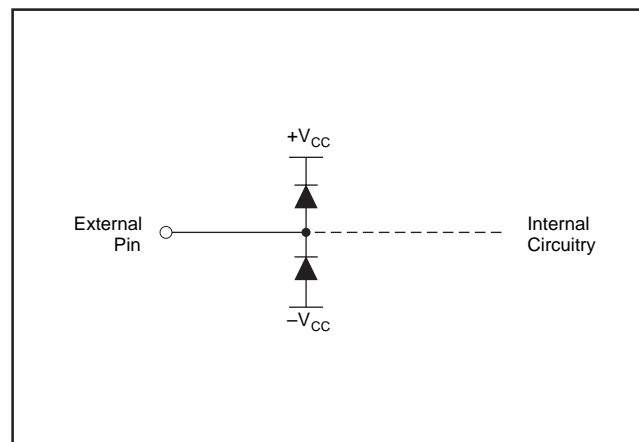 +VCC
External
Pin
Internal
Circuitry
–VCC